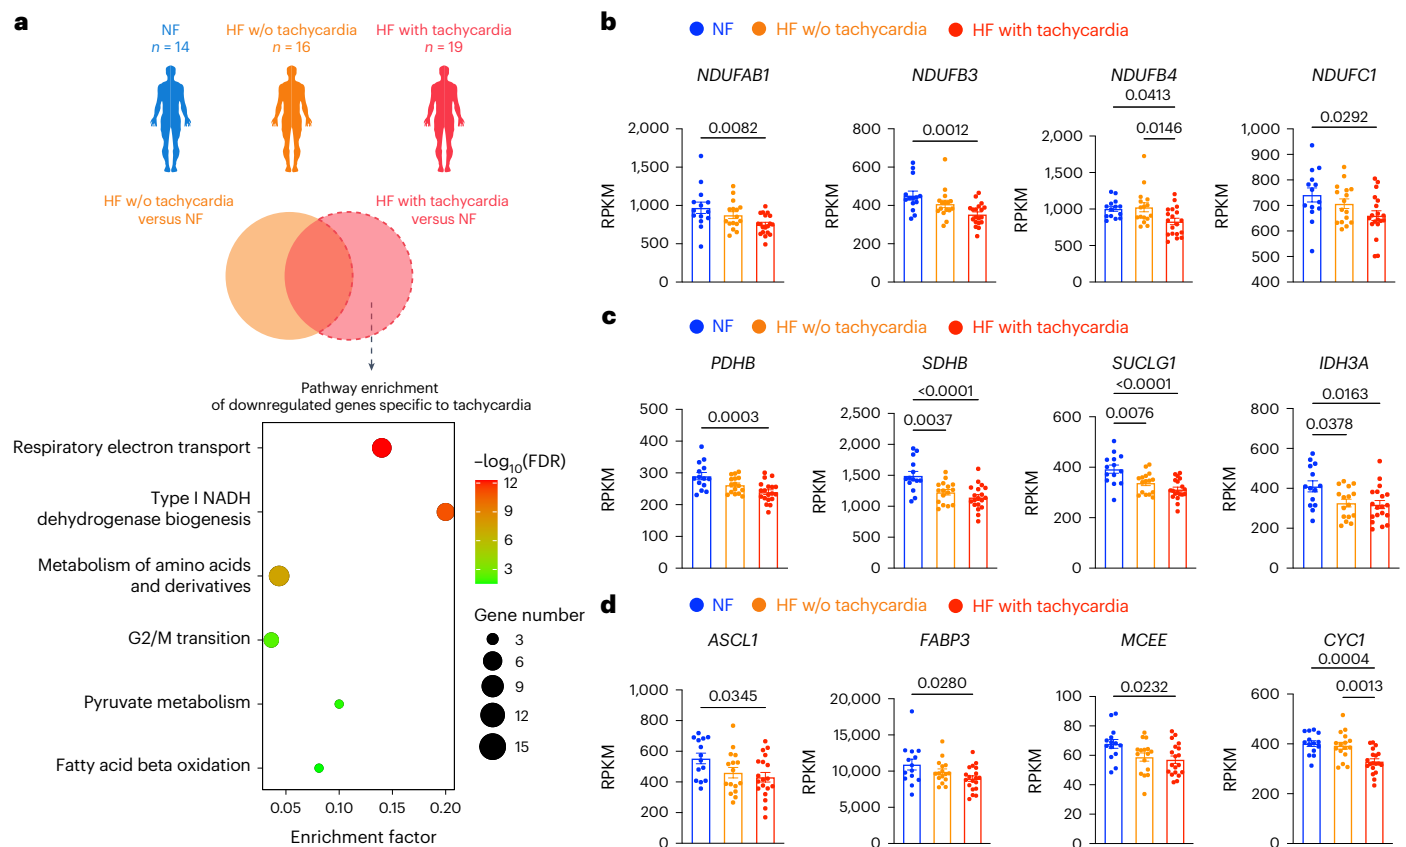 a
NF
n = 14
HF w/o tachycardia
n = 16
HF with tachycardia
n = 19
HF w/o tachycardia
versus NF
HF with tachycardia
versus NF
Pathway enrichment
of downregulated genes specific to tachycardia
Respiratory electron transport
Type I NADH
dehydrogenase biogenesis
Metabolism of amino acids
and derivatives
G2/M transition
Pyruvate metabolism
Fatty acid beta oxidation
0.05 0.10 0.15 0.20
Enrichment factor
–log10(FDR)
12
9
6
3
Gene number
3
6
9
12
15
b
NF HF w/o tachycardia HF with tachycardia
NDUFAB1
0.0082
RPKM
2,000
1,500
1,000
500
0
NDUFB3
0.0012
RPKM
800
600
400
200
0
NDUFB4
0.0413
0.0146
RPKM
2,000
1,500
1,000
500
0
NDUFC1
0.0292
RPKM
1,000
900
800
700
600
500
400
c
NF HF w/o tachycardia HF with tachycardia
PDHB
0.0003
RPKM
500
400
300
200
100
0
SDHB
<0.0001
0.0037
RPKM
2,500
2,000
1,500
1,000
500
0
SUCLG1
<0.0001
0.0076
RPKM
600
400
200
0
IDH3A
0.0163
0.0378
RPKM
800
600
400
200
0
d
NF HF w/o tachycardia HF with tachycardia
ASCL1
0.0345
RPKM
1,000
800
600
400
200
0
FABP3
0.0280
RPKM
20,000
15,000
10,000
5,000
0
MCEE
0.0232
RPKM
100
80
60
40
20
0
CYC1
0.0004
0.0013
RPKM
600
400
200
0